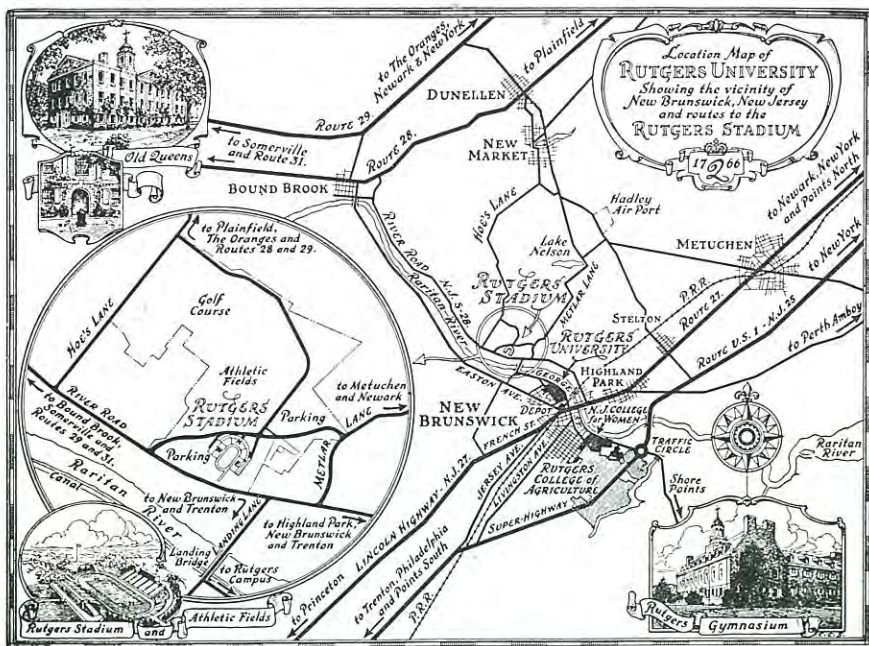 Location Map of
RUTGERS UNIVERSITY
Showing the vicinity of
New Brunswick, New Jersey
and routes to the
RUTGERS STADIUM
1766
Old Queens
to The Oranges,
Newark & New York
to Plainfield
ROUTE 29.
to Somerville
and Route 31.
ROUTE 28.
DUNELLEN
NEW
MARKET
BOUND BROOK
HOE'S LANE
Hadley
Air Port
Lake
Nelson
METUCHEN
to Newark, New York
and Points North
to New York
to Perth Amboy
RIVER ROAD N.J. S-28.
Raritan River
RUTGERS
STADIUM
METLAR LANE
STELTON
P.R.R.
ROUTE 27.
ROUTE U.S. 1 - N.J. 25
RUTGERS
UNIVERSITY
HIGHLAND
PARK
GEORGE
EASTON
AVE.
NEW
BRUNSWICK
DEPOT
ST.
N.J. COLLEGE
for WOMEN
FRENCH ST.
JERSEY AVE.
LIVINGSTON AVE.
TRAFFIC
CIRCLE
Raritan
River
RUTGERS
COLLEGE of
AGRICULTURE
SUPER-HIGHWAY
Shore
Points
LINCOLN HIGHWAY - N.J. 27.
to Princeton
to Trenton, Philadelphia
and Points South
P.R.R.
to Plainfield,
The Oranges and
Routes 28 and 29.
HOE'S LANE
Golf
Course
Athletic
Fields
RUTGERS
STADIUM
Parking
to Metuchen
and Newark
RIVER ROAD
to Bound Brook,
Somerville and
Routes 29 and 31.
Parking
METLAR
LANE
Raritan
Canal
River
to New Brunswick
and Trenton
LANDING LANE
to Highland Park,
New Brunswick
and Trenton
Landing
Bridge
to Rutgers
Campus
Rutgers Stadium and Athletic Fields
Rutgers Gymnasium